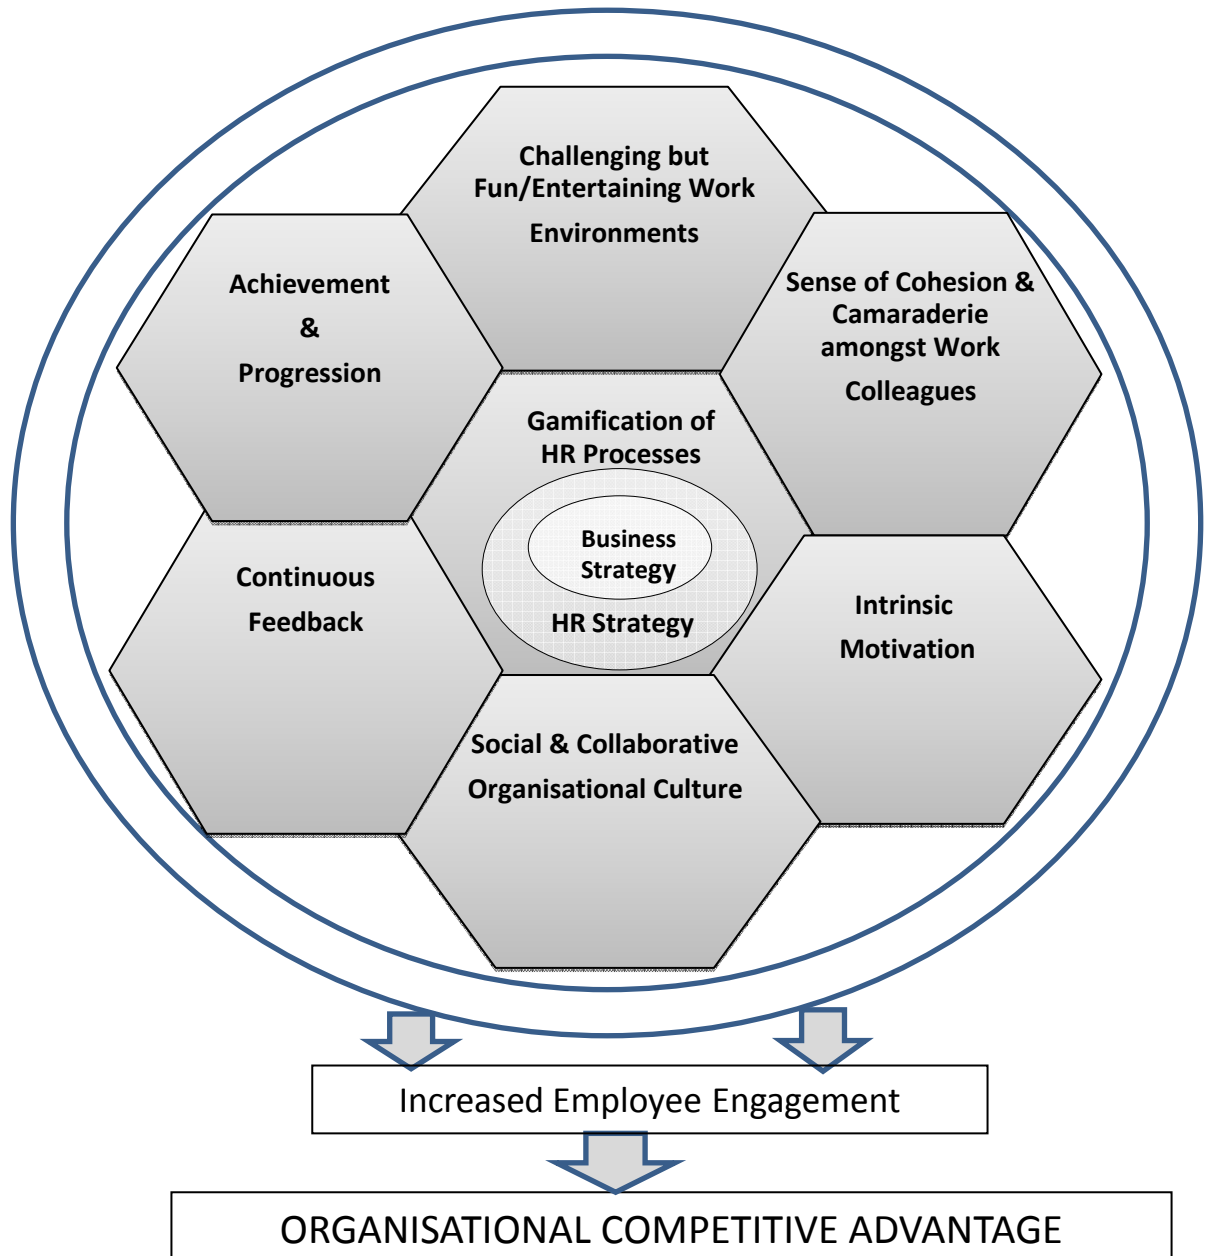 Challenging but
Fun/Entertaining Work
Environments
Achievement
&
Progression
Sense of Cohesion &
Camaraderie
amongst Work
Colleagues
Gamification of
HR Processes
Business
Strategy
HR Strategy
Continuous
Feedback
Intrinsic
Motivation
Social & Collaborative
Organisational Culture
Increased Employee Engagement
ORGANISATIONAL COMPETITIVE ADVANTAGE